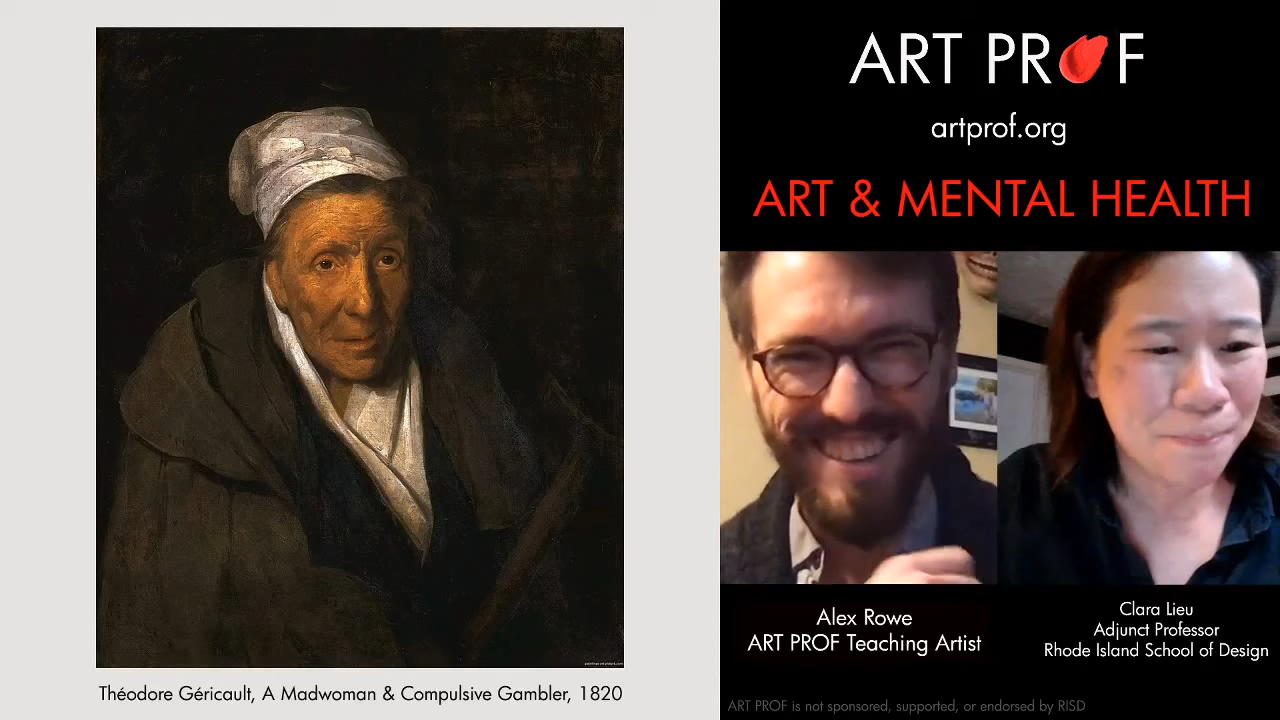 ART PROF
artprof.org
ART & MENTAL HEALTH
Alex Rowe
ART PROF Teaching Artist
Clara Lieu
Adjunct Professor
Rhode Island School of Design
Théodore Géricault, A Madwoman & Compulsive Gambler, 1820
ART PROF is not sponsored, supported, or endorsed by RISD